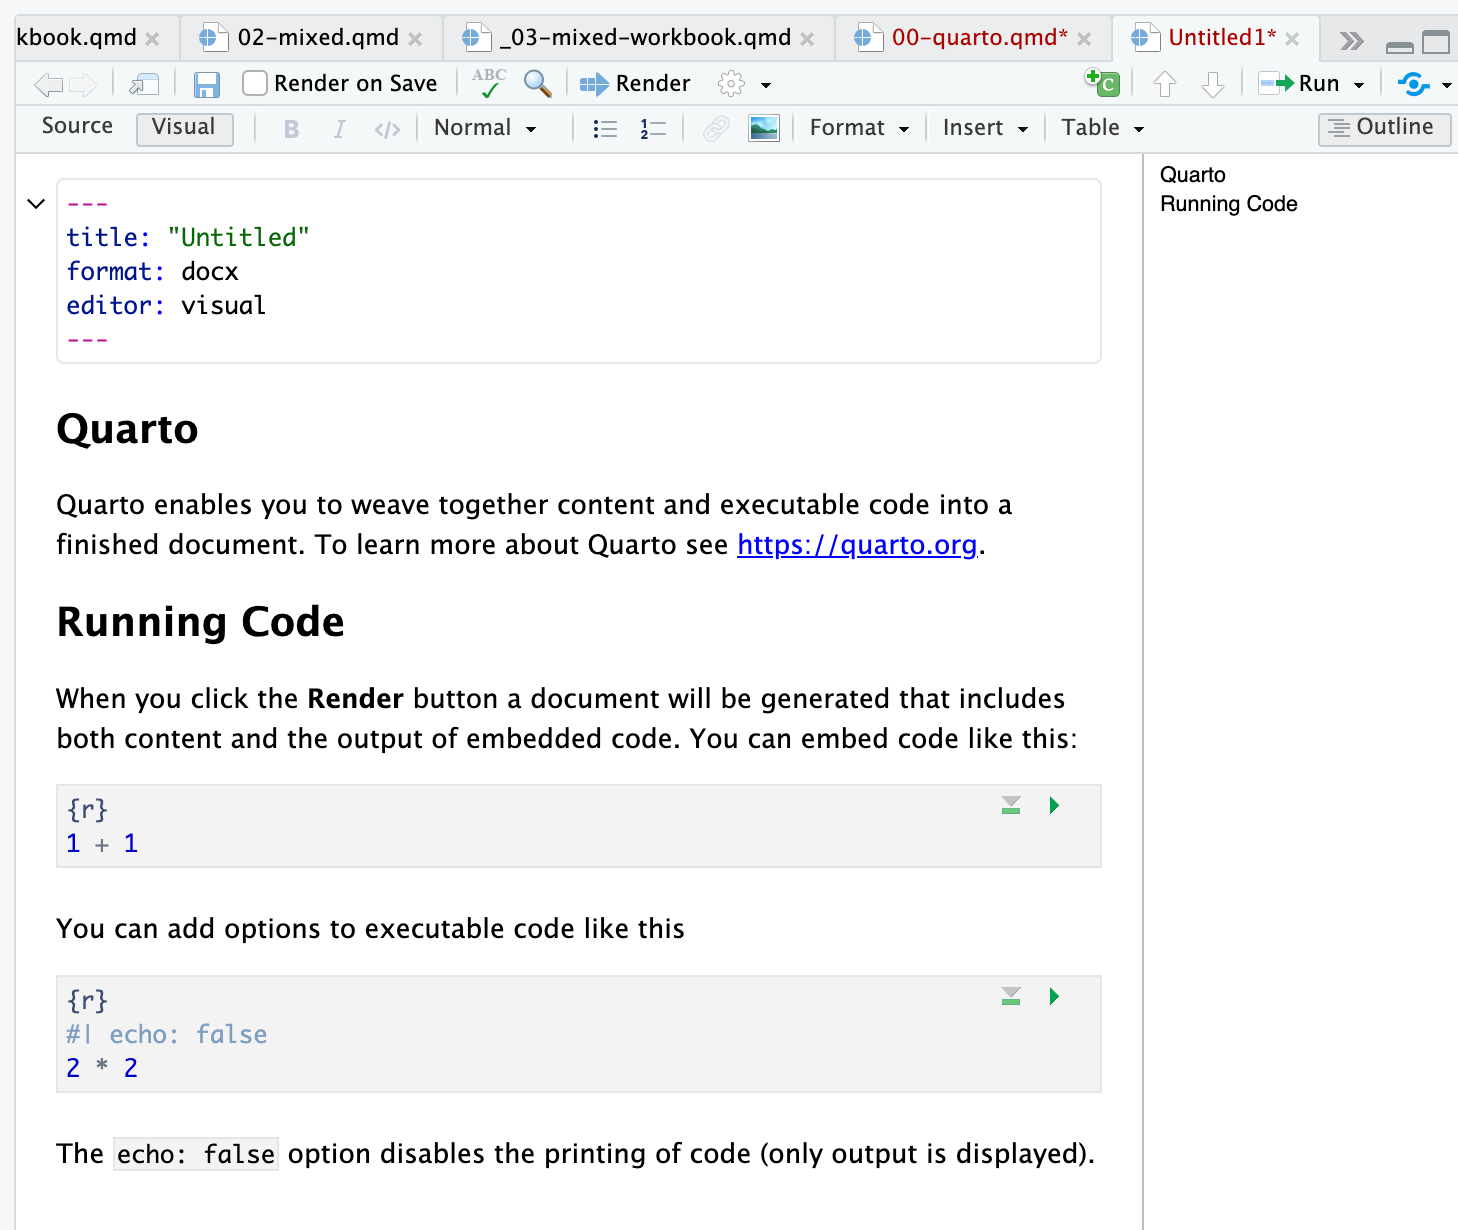 kbook.qmd 02-mixed.qmd _03-mixed-workbook.qmd 00-quarto.qmd* Untitled1*
Render on Save ABC Render C Run
Source Visual B I </> Normal Format Insert Table Outline
---
title: "Untitled"
format: docx
editor: visual
---
Quarto
Quarto enables you to weave together content and executable code into a
finished document. To learn more about Quarto see https://quarto.org.
Running Code
When you click the Render button a document will be generated that includes
both content and the output of embedded code. You can embed code like this:
{r}
1 + 1
You can add options to executable code like this
{r}
#| echo: false
2 * 2
The echo: false option disables the printing of code (only output is displayed).
Quarto
Running Code